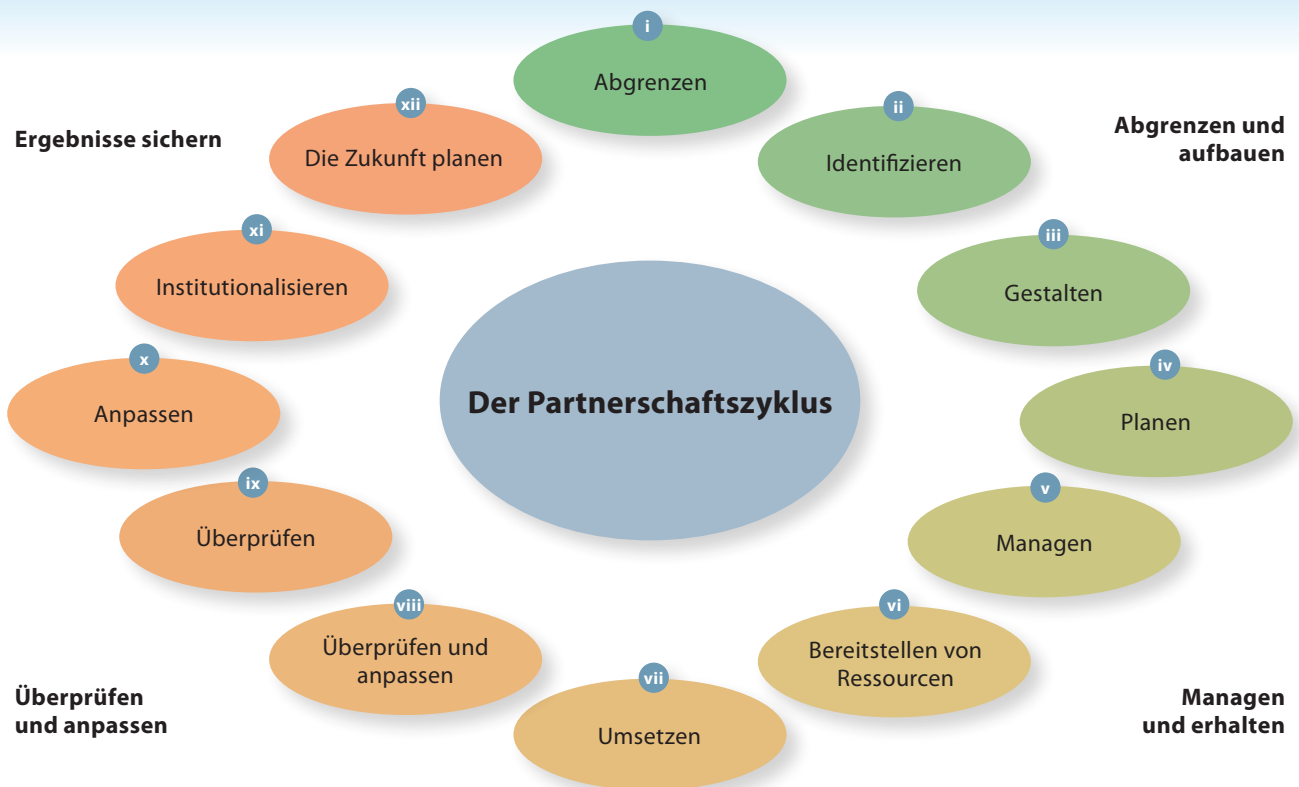 i
Abgrenzen
xii
Die Zukunft planen
ii
Identifizieren
Ergebnisse sichern
Abgrenzen und
aufbauen
xi
Institutionalisieren
iii
Gestalten
x
Anpassen
Der Partnerschaftszyklus
iv
Planen
ix
Überprüfen
v
Managen
viii
Überprüfen und
anpassen
vi
Bereitstellen von
Ressourcen
vii
Umsetzen
Überprüfen
und anpassen
Managen
und erhalten